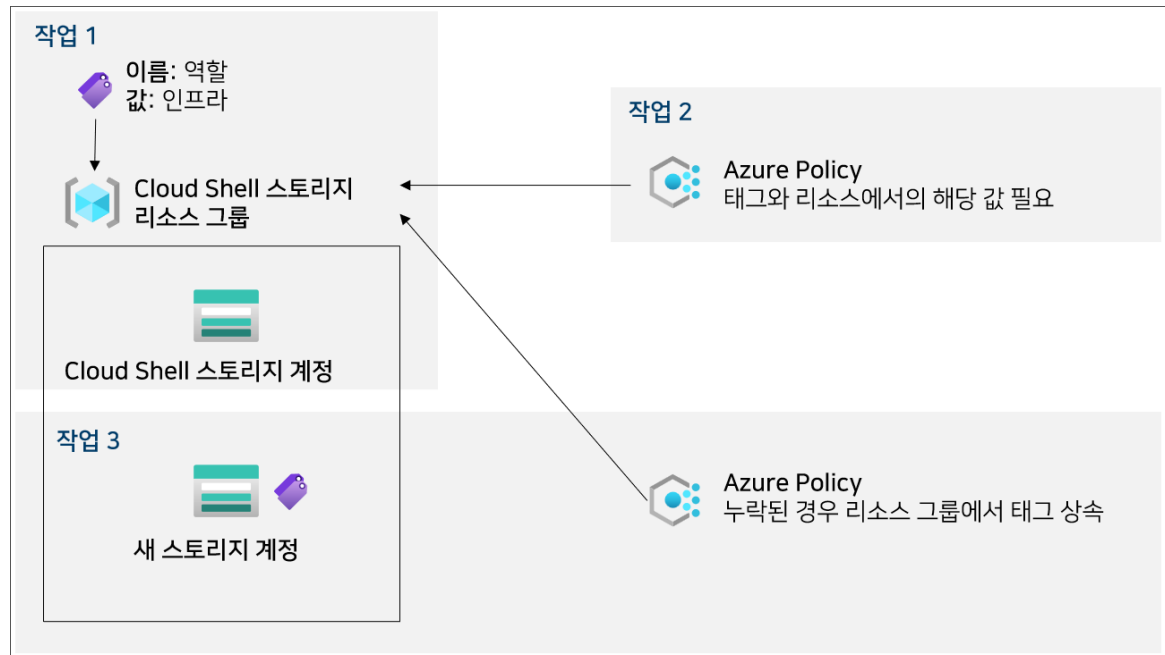 작업 1
이름: 역할
값: 인프라
Cloud Shell 스토리지
리소스 그룹
Cloud Shell 스토리지 계정
작업 2
Azure Policy
태그와 리소스에서의 해당 값 필요
작업 3
새 스토리지 계정
Azure Policy
누락된 경우 리소스 그룹에서 태그 상속